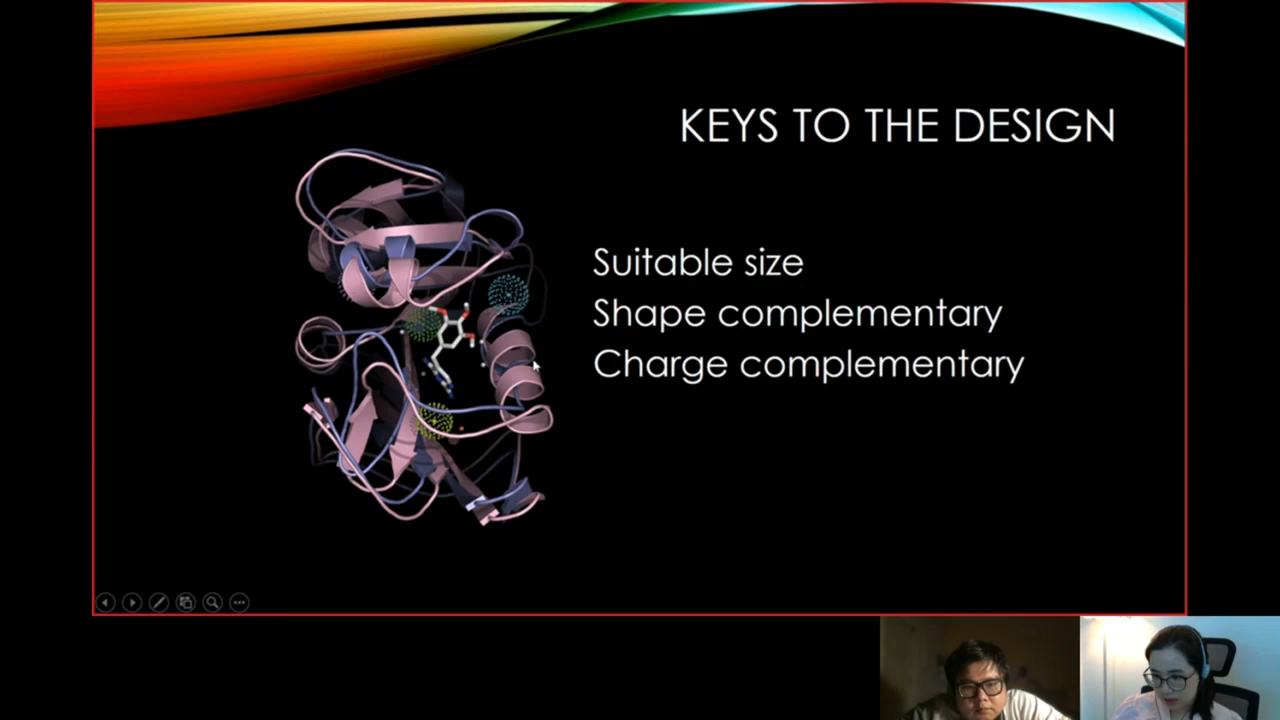 KEYS TO THE DESIGN
Suitable size
Shape complementary
Charge complementary